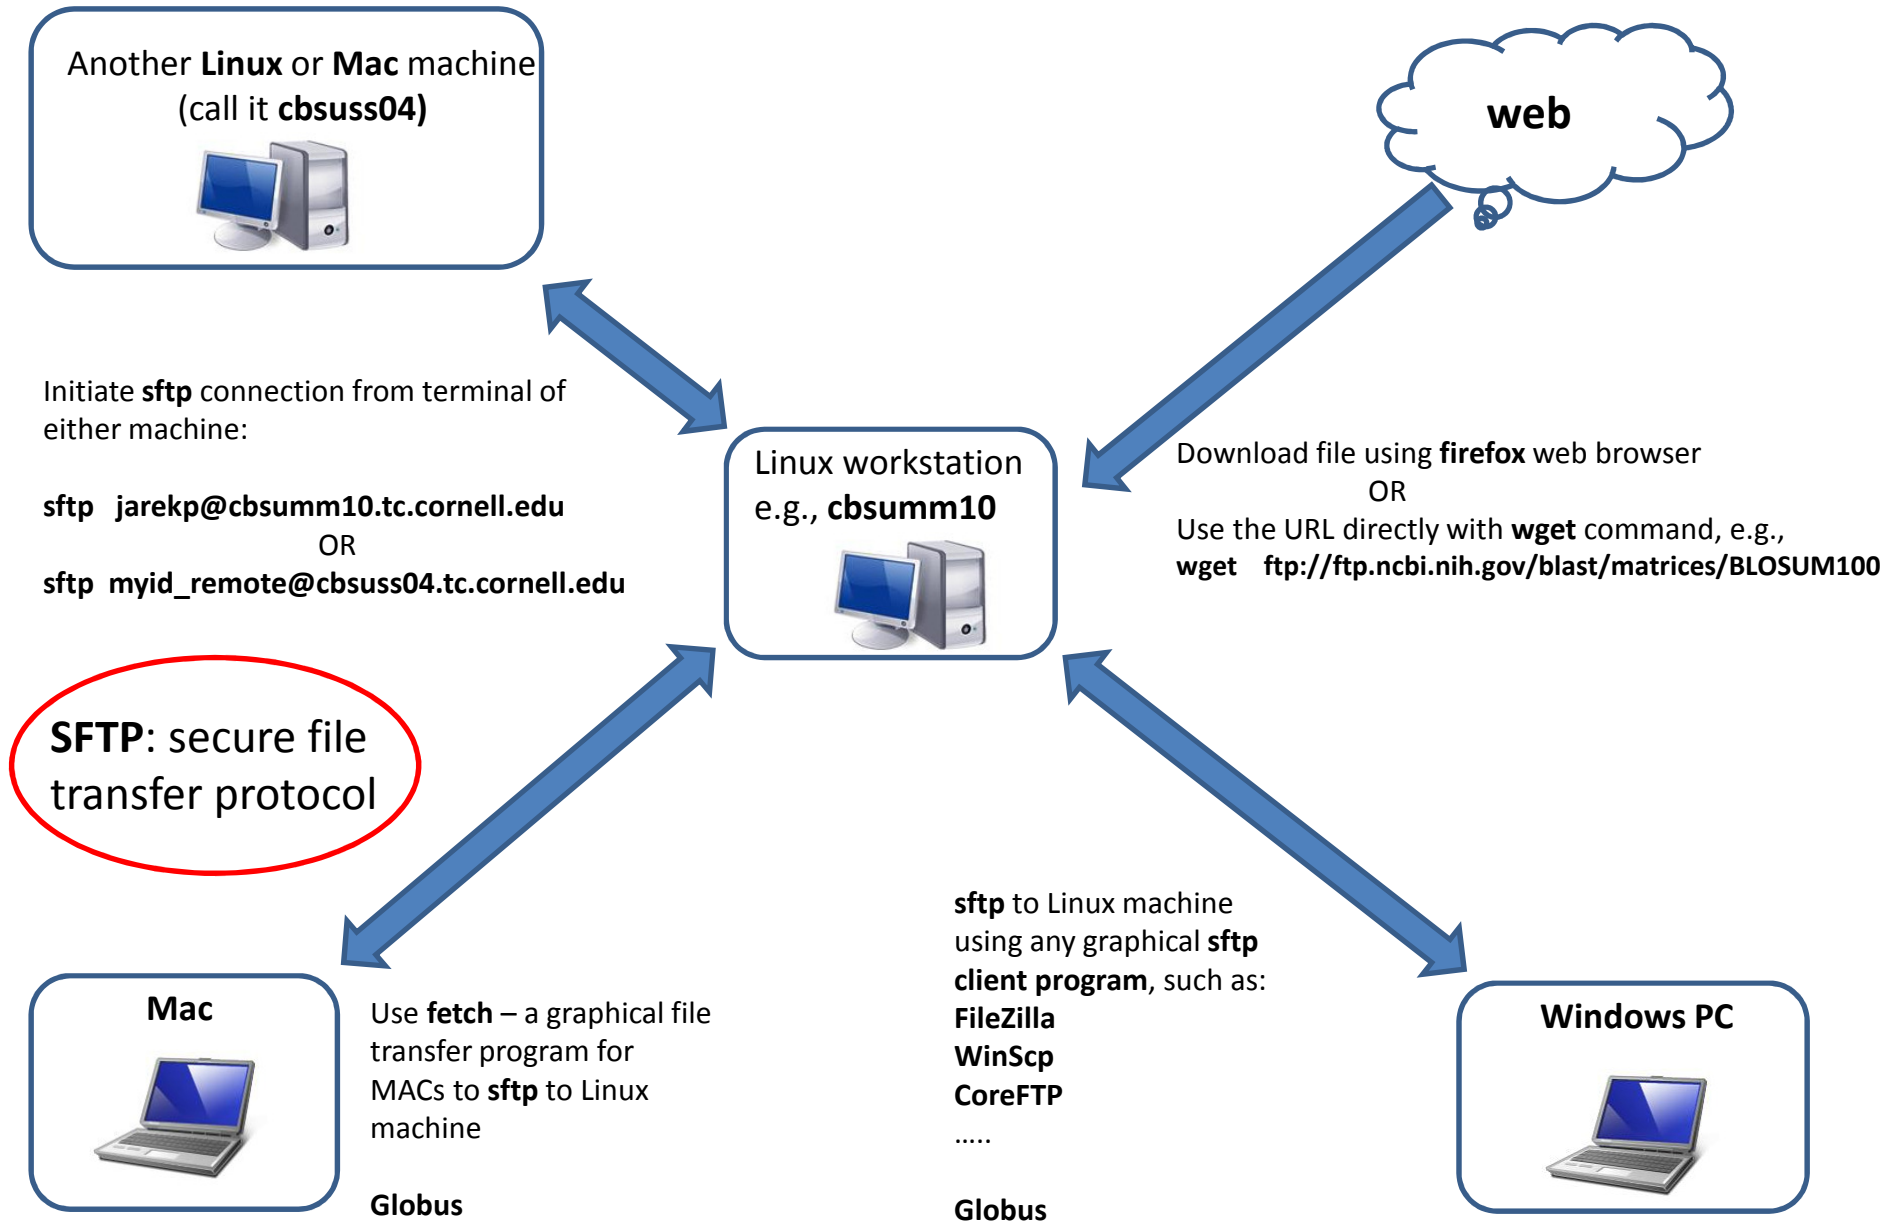 Another Linux or Mac machine
(call it cbsuss04)
web
Initiate sftp connection from terminal of
either machine:
sftp jarekp@cbsumm10.tc.cornell.edu
OR
sftp myid_remote@cbsuss04.tc.cornell.edu
Linux workstation
e.g., cbsumm10
Download file using firefox web browser
OR
Use the URL directly with wget command, e.g.,
wget ftp://ftp.ncbi.nih.gov/blast/matrices/BLOSUM100
SFTP: secure file
transfer protocol
Mac
Use fetch – a graphical file
transfer program for
MACs to sftp to Linux
machine
Globus
sftp to Linux machine
using any graphical sftp
client program, such as:
FileZilla
WinScp
CoreFTP
…..
Globus
Windows PC